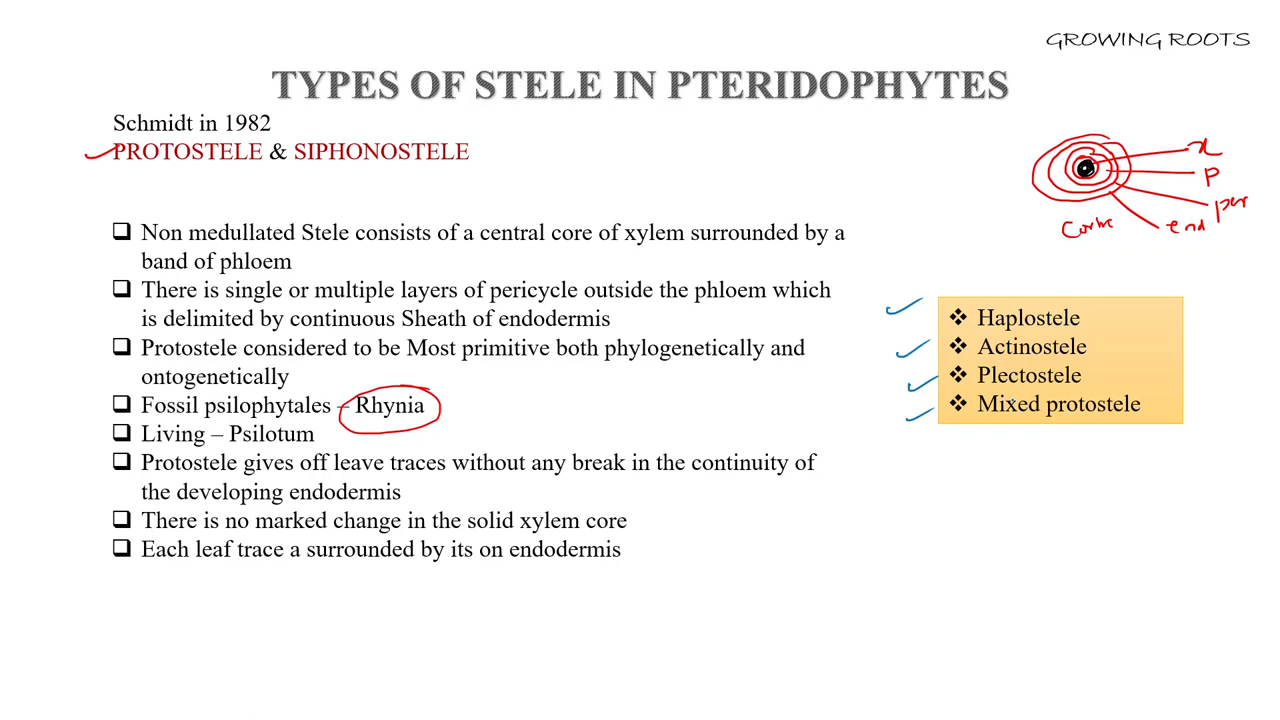 GROWING ROOTS
TYPES OF STELE IN PTERIDOPHYTES
Schmidt in 1982
PROTOSTELE & SIPHONOSTELE
Non medullated Stele consists of a central core of xylem surrounded by a
band of phloem
There is single or multiple layers of pericycle outside the phloem which
is delimited by continuous Sheath of endodermis
Protostele considered to be Most primitive both phylogenetically and
ontogenetically
Fossil psilophytales – Rhynia
Living – Psilotum
Protostele gives off leave traces without any break in the continuity of
the developing endodermis
There is no marked change in the solid xylem core
Each leaf trace a surrounded by its on endodermis
x
P
per
end
Haplostele
Actinostele
Plectostele
Mixed protostele